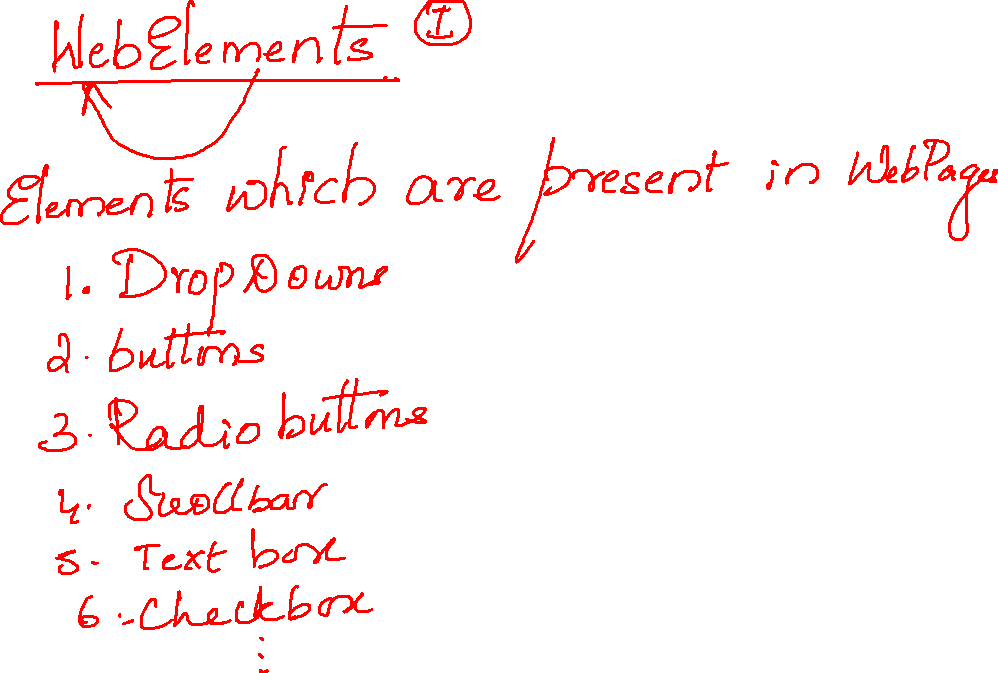 WebElements I
Elements which are present in WebPages
1. DropDowns
2. buttons
3. Radio buttons
4. Scrollbar
5. Text box
6. Checkbox